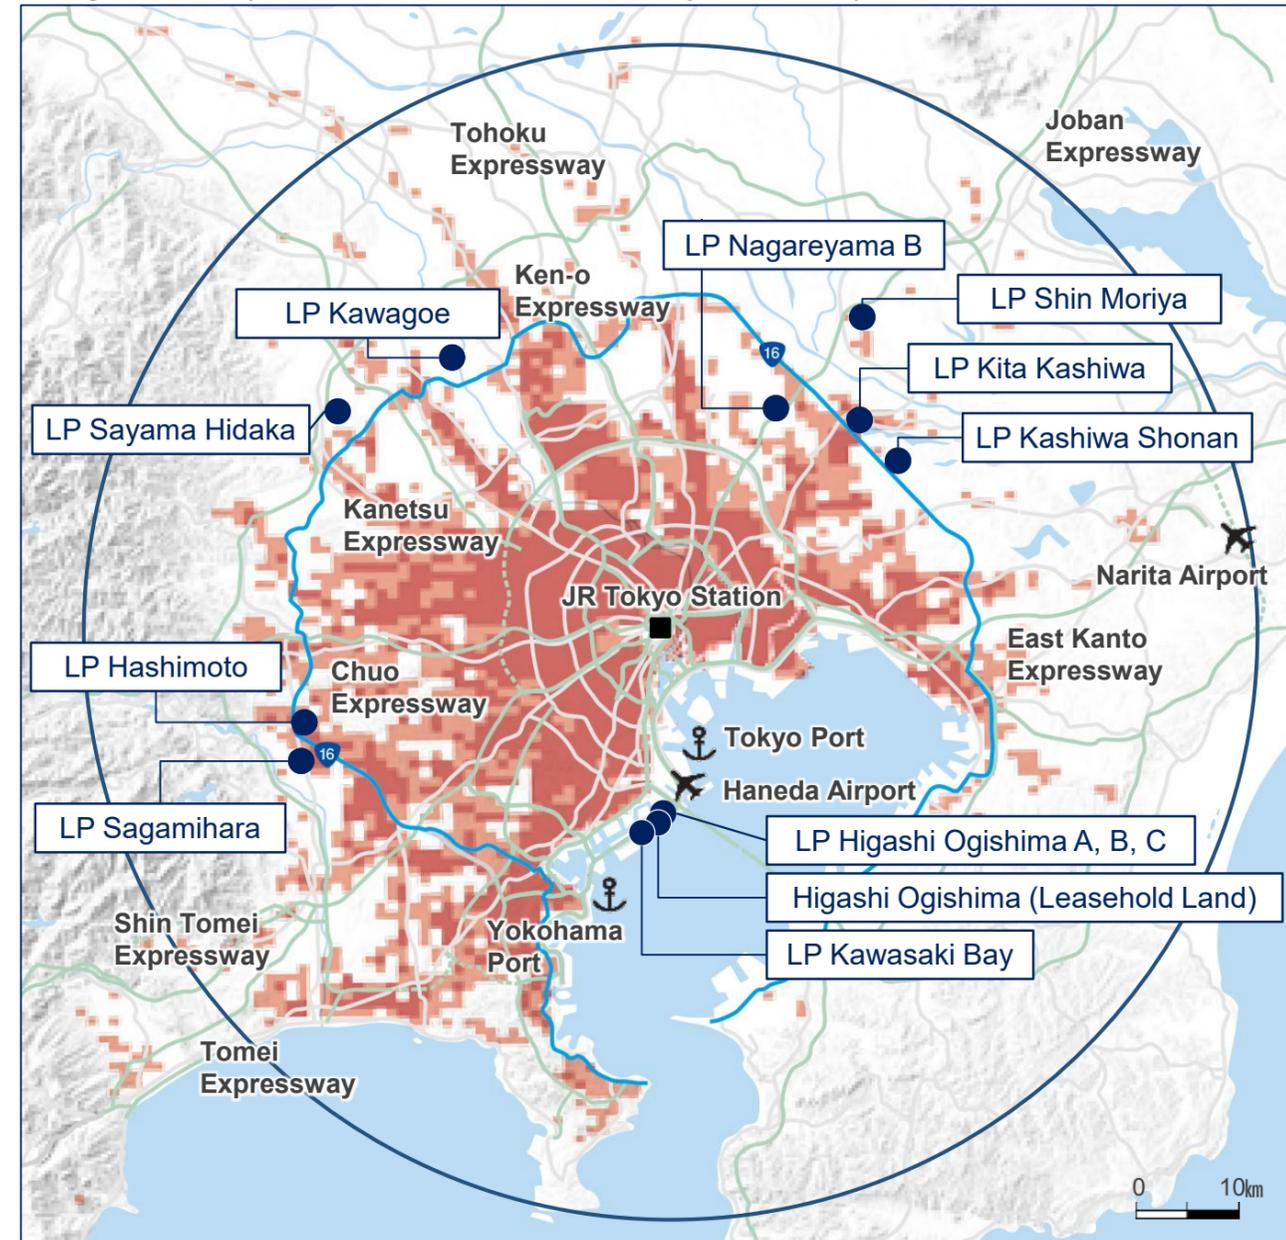 Tohoku
Expressway
Joban
Expressway
LP Nagareyama B
Ken-o
Expressway
LP Shin Moriya
LP Kawagoe
16
LP Kita Kashiwa
LP Sayama Hidaka
LP Kashiwa Shonan
Kanetsu
Expressway
Narita Airport
JR Tokyo Station
East Kanto
Expressway
LP Hashimoto
Chuo
Expressway
Tokyo Port
16
Haneda Airport
LP Sagamihara
LP Higashi Ogishima A, B, C
Higashi Ogishima (Leasehold Land)
Shin Tomei
Expressway
Yokohama
Port
LP Kawasaki Bay
Tomei
Expressway
0 10km